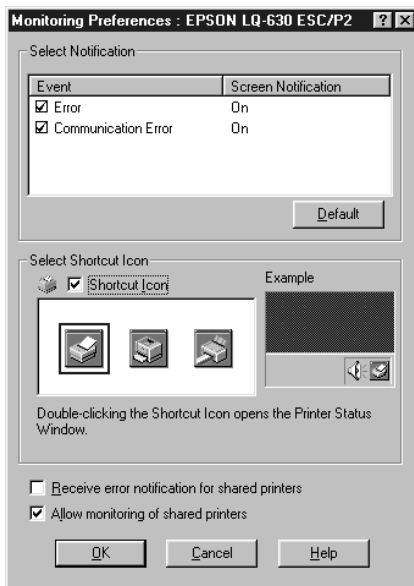 Monitoring Preferences : EPSON LQ-630 ESC/P2
Select Notification
Event Screen Notification
Error On
Communication Error On
Default
Select Shortcut Icon
Shortcut Icon
Example
Double-clicking the Shortcut Icon opens the Printer Status
Window.
Receive error notification for shared printers
Allow monitoring of shared printers
OK Cancel Help